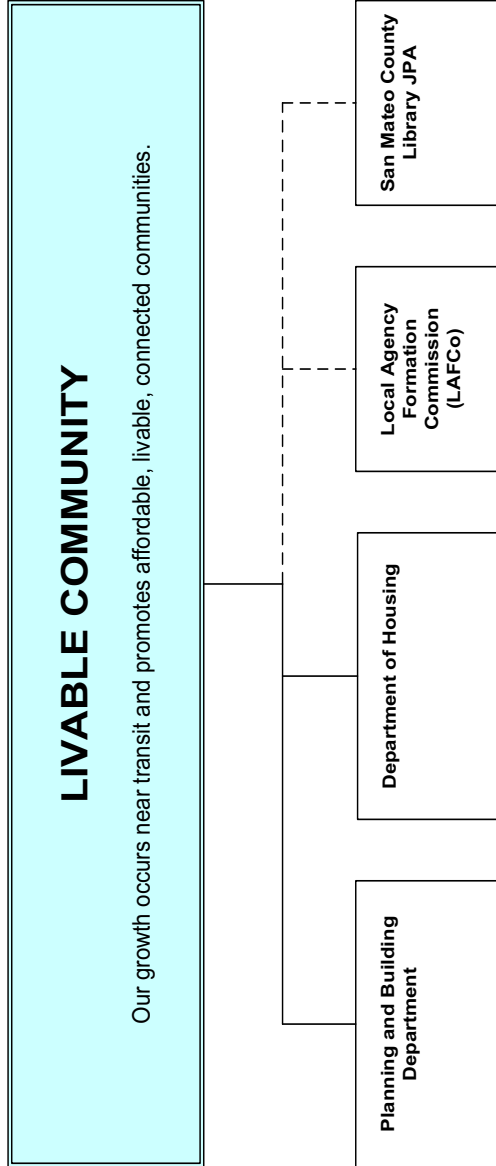 LIVABLE COMMUNITY
Our growth occurs near transit and promotes affordable, livable, connected communities.
Planning and Building
Department
Department of Housing
Local Agency
Formation
Commission
(LAFCo)
San Mateo County
Library JPA